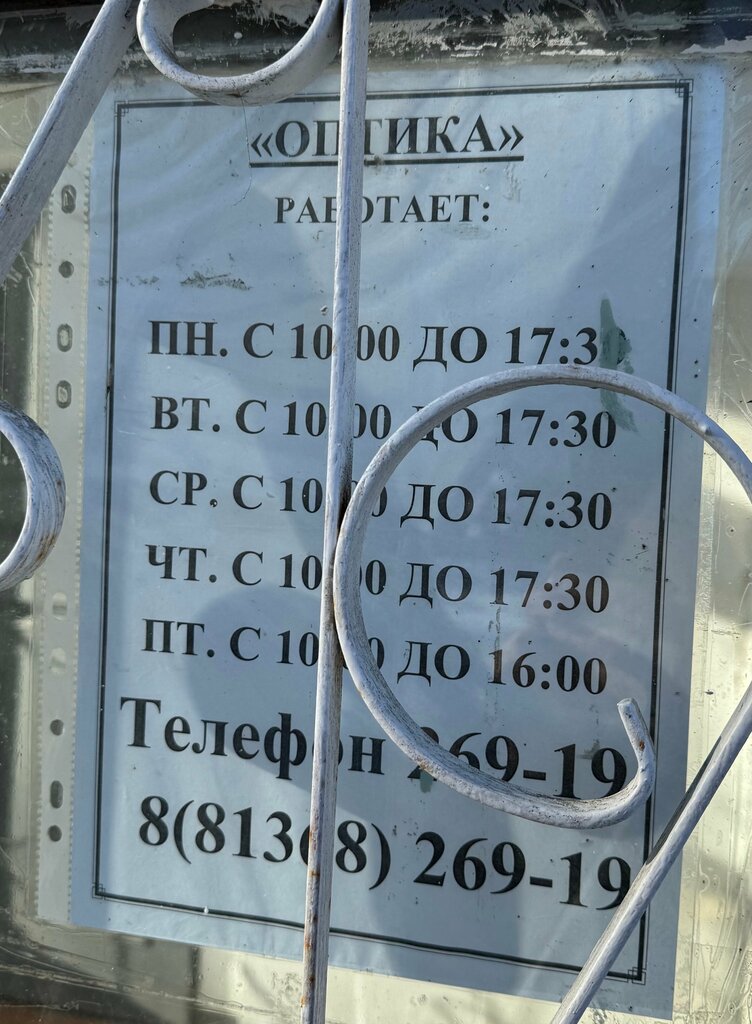 «ОПТИКА»
РАБОТАЕТ:
ПН. С 10:00 ДО 17:30
ВТ. С 10:00 ДО 17:30
СР. С 10:00 ДО 17:30
ЧТ. С 10:00 ДО 17:30
ПТ. С 10:00 ДО 16:00
Телефон 269-19
8(81368) 269-19